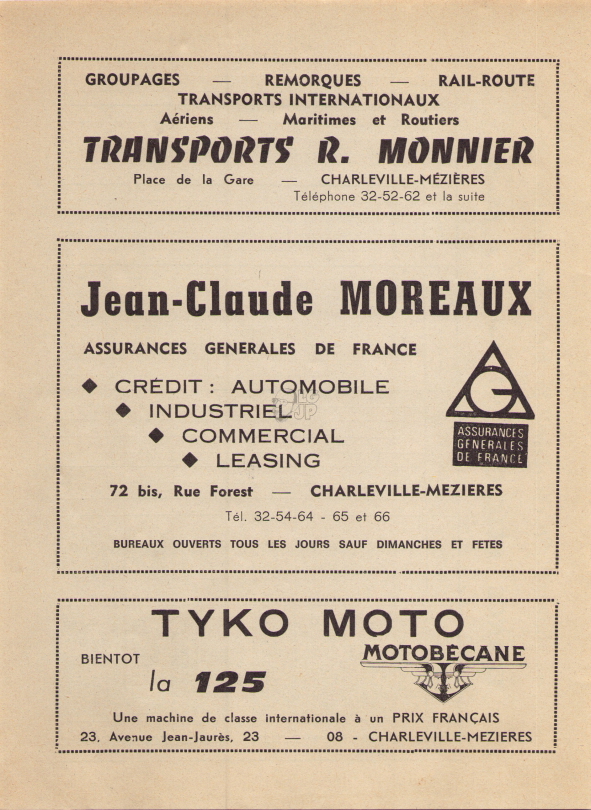 GROUPAGES — REMORQUES — RAIL-ROUTE
TRANSPORTS INTERNATIONAUX
Aériens — Maritimes et Routiers
TRANSPORTS R. MONNIER
Place de la Gare — CHARLEVILLE-MÉZIÈRES
Téléphone 32-52-62 et la suite
Jean-Claude MOREAUX
ASSURANCES GENERALES DE FRANCE
◆ CRÉDIT : AUTOMOBILE
◆ INDUSTRIEL
◆ COMMERCIAL
◆ LEASING
AG
ASSURANCES
GENERALES
DE FRANCE
72 bis, Rue Forest — CHARLEVILLE-MEZIERES
Tél. 32-54-64 - 65 et 66
BUREAUX OUVERTS TOUS LES JOURS SAUF DIMANCHES ET FETES
TYKO MOTO
BIENTOT
la 125
MOTOBÉCANE
Une machine de classe internationale à un PRIX FRANÇAIS
23, Avenue Jean-Jaurès, 23 — 08 - CHARLEVILLE-MEZIERES